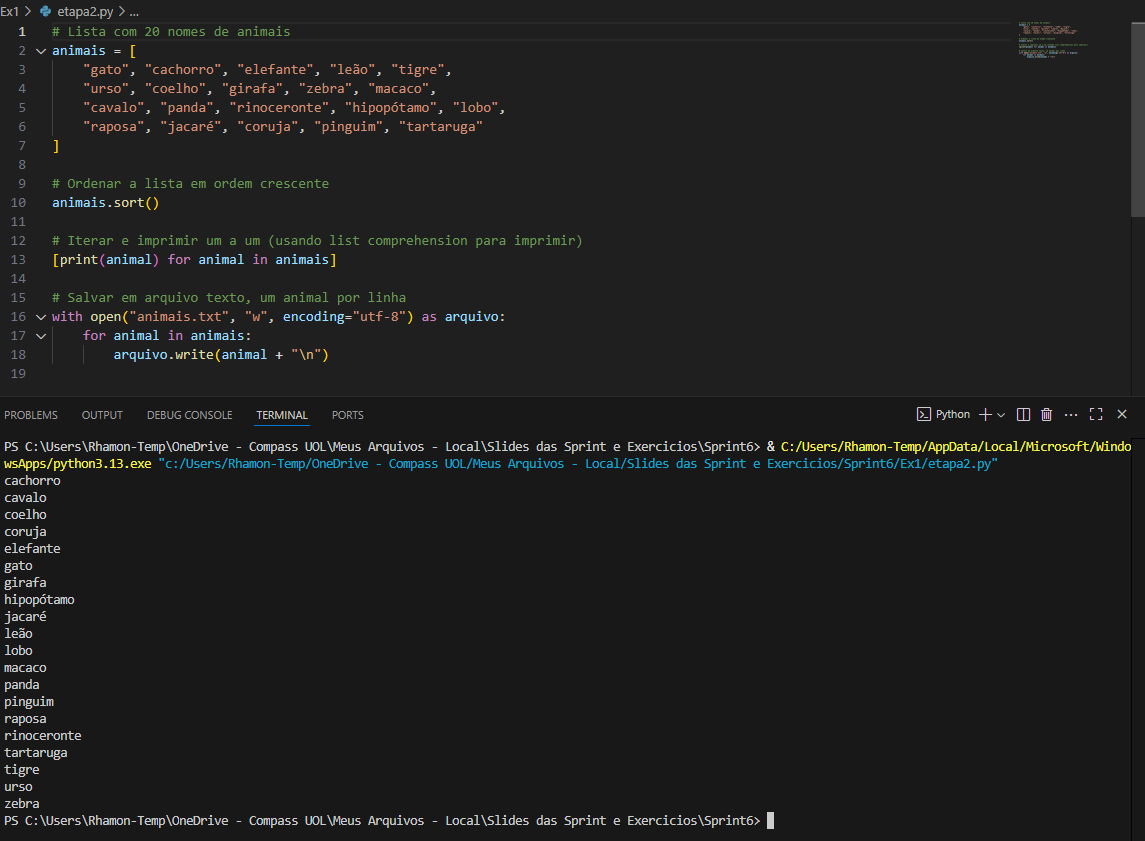 Ex1 > etapa2.py > ...
1 # Lista com 20 nomes de animais
2 animais = [
3 "gato", "cachorro", "elefante", "leão", "tigre",
4 "urso", "coelho", "girafa", "zebra", "macaco",
5 "cavalo", "panda", "rinoceronte", "hipopótamo", "lobo",
6 "raposa", "jacaré", "coruja", "pinguim", "tartaruga"
7 ]
8
9 # Ordenar a lista em ordem crescente
10 animais.sort()
11
12 # Iterar e imprimir um a um (usando list comprehension para imprimir)
13 [print(animal) for animal in animais]
14
15 # Salvar em arquivo texto, um animal por linha
16 with open("animais.txt", "w", encoding="utf-8") as arquivo:
17 for animal in animais:
18 arquivo.write(animal + "\n")
19
PROBLEMS OUTPUT DEBUG CONSOLE TERMINAL PORTS Python
PS C:\Users\Rhamon-Temp\OneDrive - Compass UOL\Meus Arquivos - Local\Slides das Sprint e Exercicios\Sprint6> & C:/Users/Rhamon-Temp/AppData/Local/Microsoft/Windo
wsApps/python3.13.exe "c:/Users/Rhamon-Temp/OneDrive - Compass UOL/Meus Arquivos - Local/Slides das Sprint e Exercicios/Sprint6/Ex1/etapa2.py"
cachorro
cavalo
coelho
coruja
elefante
gato
girafa
hipopótamo
jacaré
leão
lobo
macaco
panda
pinguim
raposa
rinoceronte
tartaruga
tigre
urso
zebra
PS C:\Users\Rhamon-Temp\OneDrive - Compass UOL\Meus Arquivos - Local\Slides das Sprint e Exercicios\Sprint6>